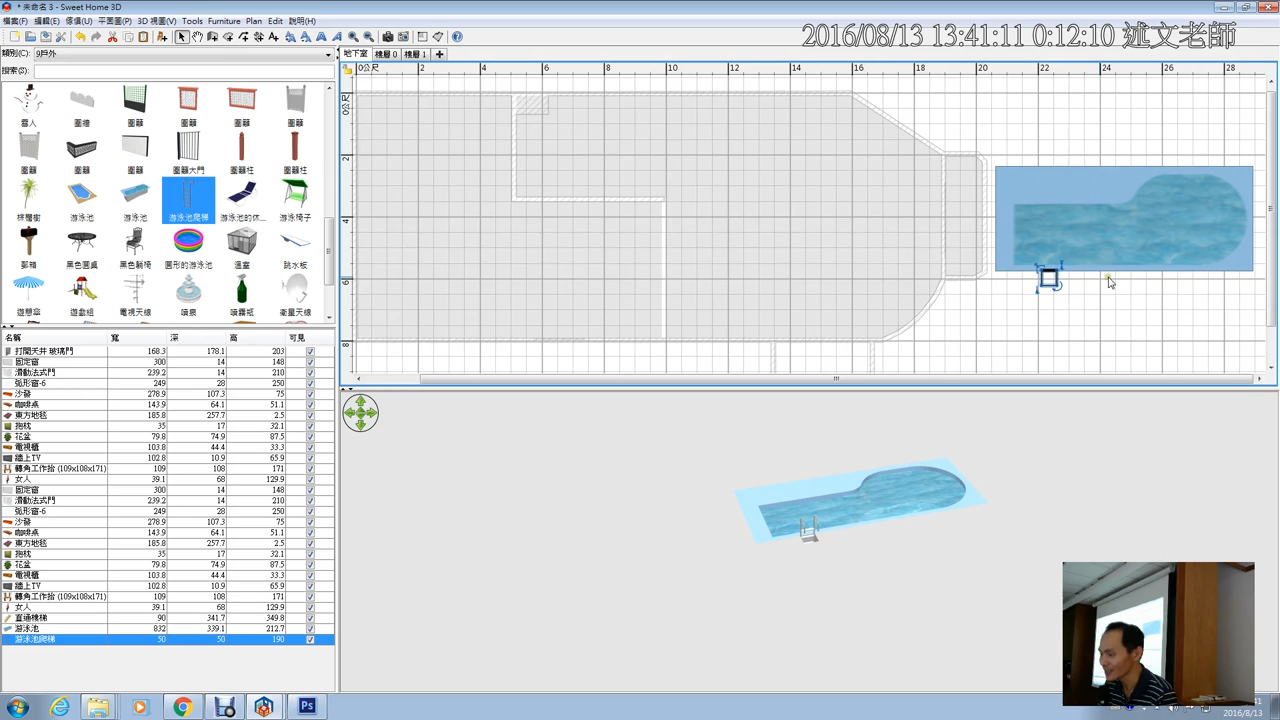 * 未命名 3 - Sweet Home 3D
檔案(F) 編輯(E) 傢俱(U) 平面圖(P) 3D 視圖(V) Tools Furniture Plan Edit 說明(H)
2016/08/13 13:41:11 0:12:10 述文老師
類別(C): 9戶外
搜索(S):
地下室 樓層 0 樓層 1
0公尺 2 4 6 8 10 12 14 16 18 20 22 24 26 28
0公尺
2
4
6
8
雪人 圍牆 圍籬 圍籬 圍籬 圍籬
圍籬 圍籬 圍籬 圍籬大門 圍籬柱 圍籬柱
棕櫚樹 游泳池 游泳池 游泳池爬梯 游泳池的休... 游泳椅子
郵箱 黑色圓桌 黑色躺椅 圓形的游泳池 溫室 跳水板
遊憩傘 遊戲組 電視天線 噴泉 噴霧瓶 衛星天線
名稱 寬 深 高 可見
打開天井 玻璃門 168.3 178.1 203
固定窗 300 14 148
滑動法式門 239.2 14 210
弧形窗-6 249 28 250
沙發 278.9 107.3 75
咖啡桌 143.9 64.1 51.1
東方地毯 185.8 257.7 2.5
抱枕 35 17 32.1
花盆 79.8 74.9 87.5
電視櫃 103.8 44.4 33.3
牆上TV 102.8 10.9 65.9
轉角工作抬 (109x108x171) 109 108 171
女人 39.1 68 129.9
固定窗 300 14 148
滑動法式門 239.2 14 210
弧形窗-6 249 28 250
沙發 278.9 107.3 75
咖啡桌 143.9 64.1 51.1
東方地毯 185.8 257.7 2.5
抱枕 35 17 32.1
花盆 79.8 74.9 87.5
電視櫃 103.8 44.4 33.3
牆上TV 102.8 10.9 65.9
轉角工作抬 (109x108x171) 109 108 171
女人 39.1 68 129.9
直通樓梯 90 341.7 349.8
游泳池 832 339.1 212.7
游泳池爬梯 50 50 190
Ps
2016/8/13